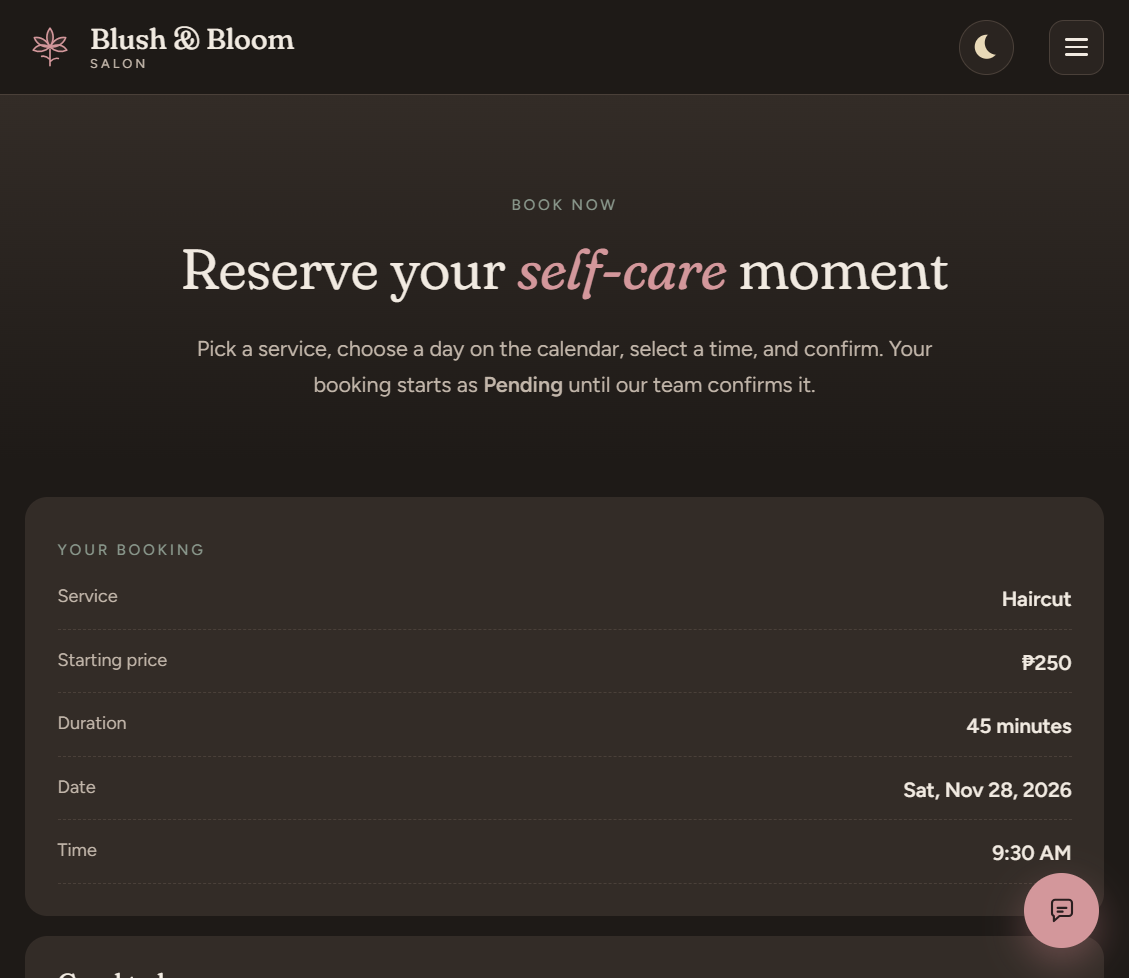 Blush & Bloom
SALON
BOOK NOW
Reserve your self-care moment
Pick a service, choose a day on the calendar, select a time, and confirm. Your
booking starts as Pending until our team confirms it.
YOUR BOOKING
Service Haircut
Starting price ₱250
Duration 45 minutes
Date Sat, Nov 28, 2026
Time 9:30 AM